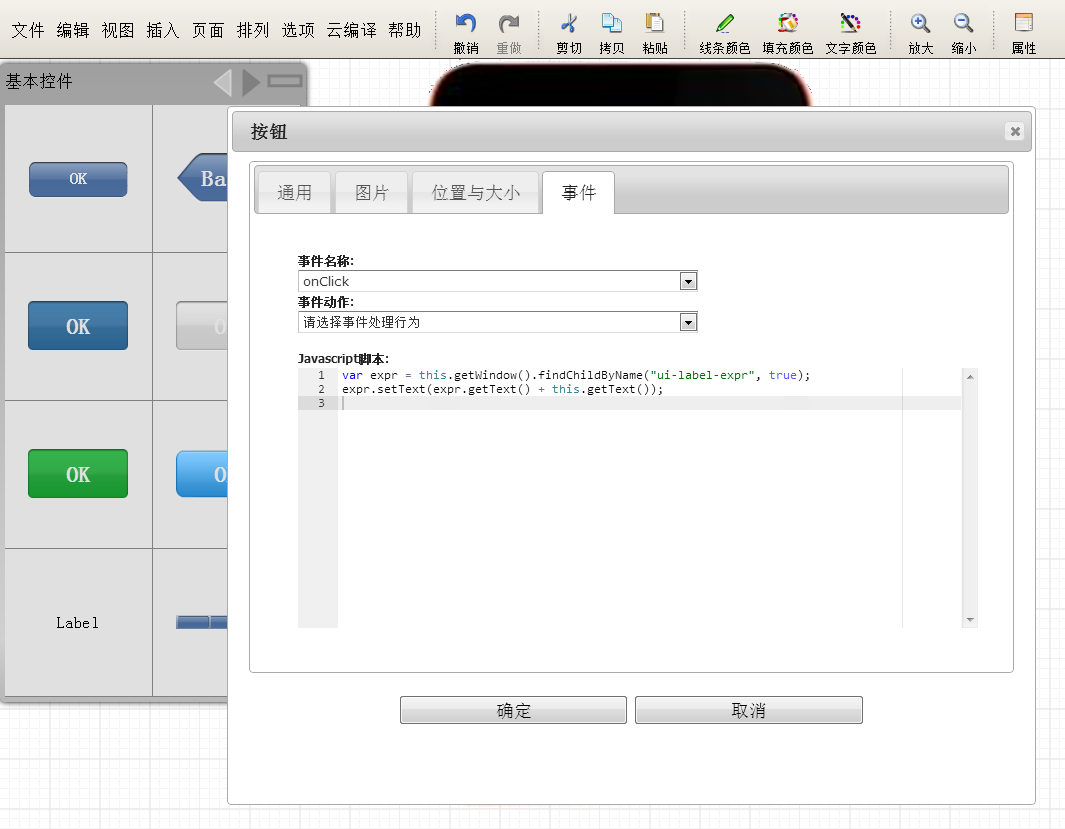 文件 编辑 视图 插入 页面 排列 选项 云编译 帮助
撤销 重做 剪切 拷贝 粘贴 线条颜色 填充颜色 文字颜色 放大 缩小 属性
基本控件
按钮
OK
Ba
通用 图片 位置与大小 事件
事件名称:
onClick
事件动作:
请选择事件处理行为
OK
Javascript脚本:
1 var expr = this.getWindow().findChildByName("ui-label-expr", true);
2 expr.setText(expr.getText() + this.getText());
3
OK
Label
确定 取消